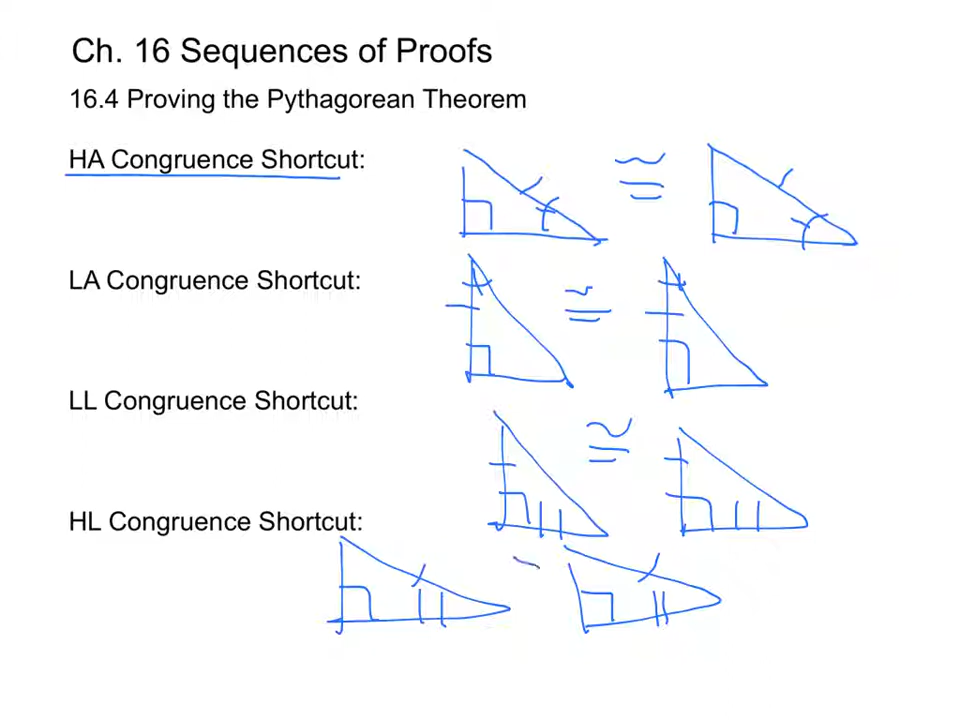 Ch. 16 Sequences of Proofs
16.4 Proving the Pythagorean Theorem
HA Congruence Shortcut:
≅
LA Congruence Shortcut:
≅
LL Congruence Shortcut:
≅
HL Congruence Shortcut: